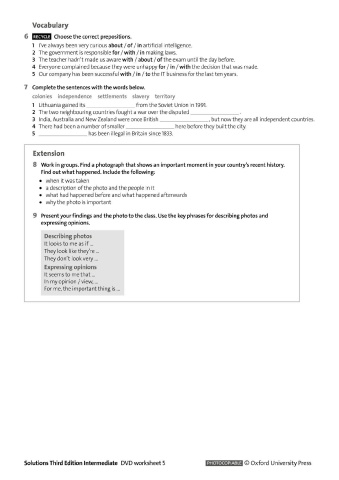 Vocabulary
6 RECYCLE Choose the correct prepositions.
1 I've always been very curious about / of / in artificial intelligence.
2 The government is responsible for / with / in making laws.
3 The teacher hadn't made us aware with / about / of the exam until the day before.
4 Everyone complained because they were unhappy for / in / with the decision that was made.
5 Our company has been successful with / in / to the IT business for the last ten years.
7 Complete the sentences with the words below.
colonies independence settlements slavery territory
1 Lithuania gained its ______________ from the Soviet Union in 1991.
2 The two neighbouring countries fought a war over the disputed ______________
3 India, Australia and New Zealand were once British ______________, but now they are all independent countries.
4 There had been a number of smaller ______________ here before they built the city.
5 ______________ has been illegal in Britain since 1833.
Extension
8 Work in groups. Find a photograph that shows an important moment in your country's recent history.
Find out what happened. Include the following:
• when it was taken
• a description of the photo and the people in it
• what had happened before and what happened afterwards
• why the photo is important
9 Present your findings and the photo to the class. Use the key phrases for describing photos and
expressing opinions.
Describing photos
It looks to me as if …
They look like they're …
They don't look very …
Expressing opinions
It seems to me that …
In my opinion / view, …
For me, the important thing is …
Solutions Third Edition Intermediate DVD worksheet 5 PHOTOCOPIABLE © Oxford University Press